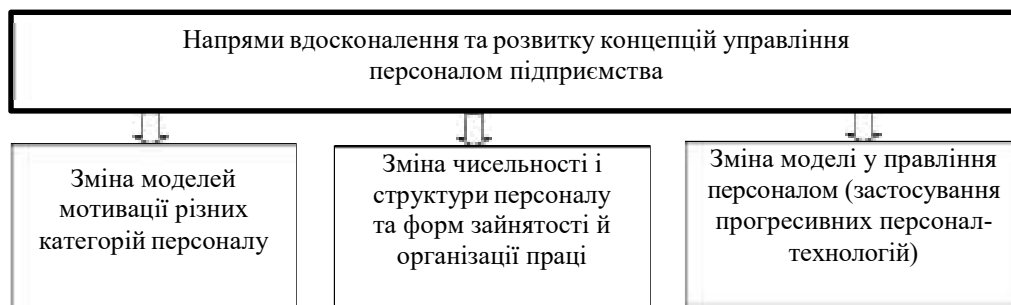 Напрями вдосконалення та розвитку концепцій управління
персоналом підприємства
Зміна моделей
мотивації різних
категорій персоналу
Зміна чисельності і
структури персоналу
та форм зайнятості й
організації праці
Зміна моделі у правління
персоналом (застосування
прогресивних персонал-
технологій)